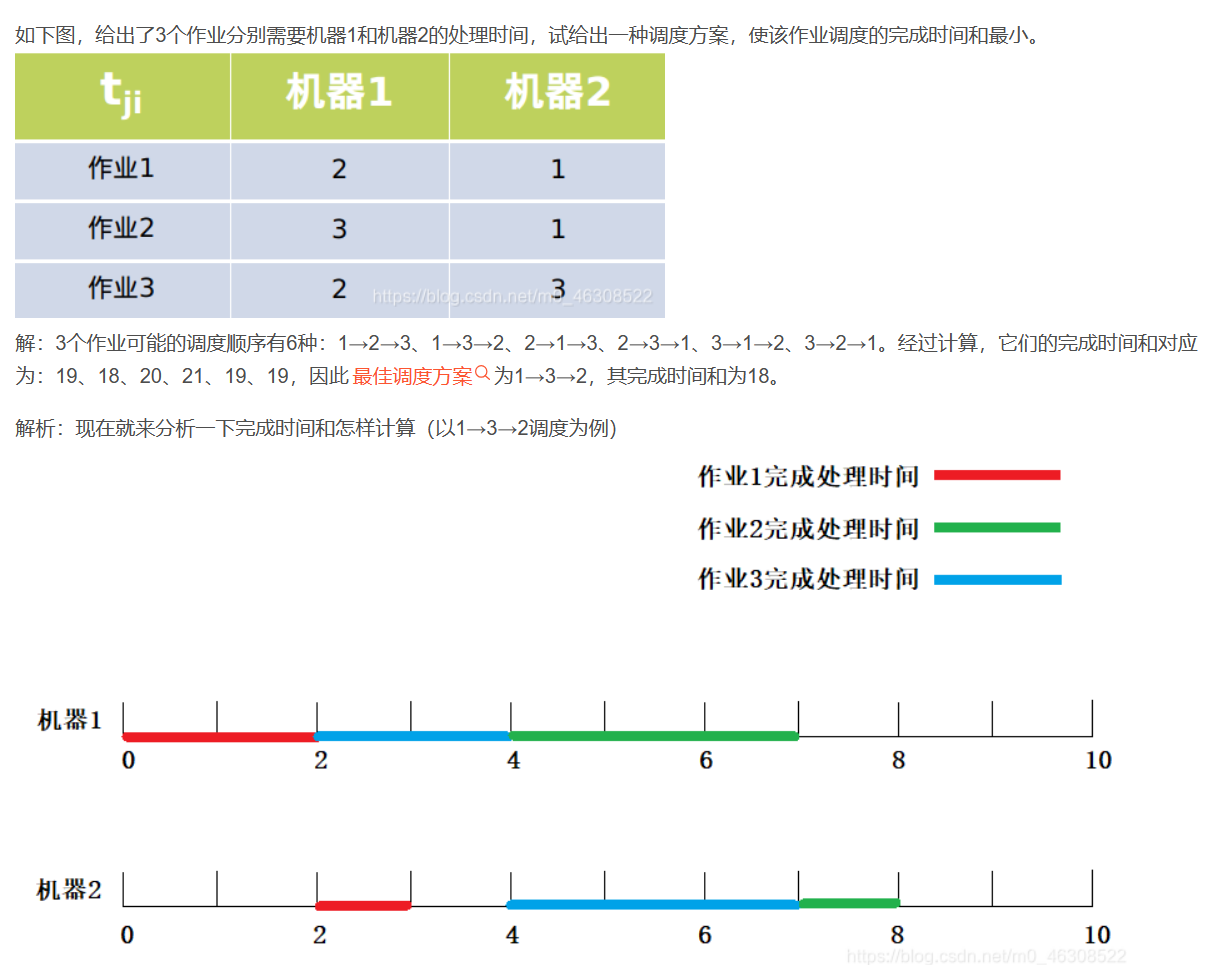 如下图，给出了3个作业分别需要机器1和机器2的处理时间，试给出一种调度方案，使该作业调度的完成时间和最小。
tji 机器1 机器2
作业1 2 1
作业2 3 1
作业3 2 3
https://blog.csdn.net/m0_46308522
解：3个作业可能的调度顺序有6种：1→2→3、1→3→2、2→1→3、2→3→1、3→1→2、3→2→1。经过计算，它们的完成时间和对应
为：19、18、20、21、19、19，因此 最佳调度方案 为1→3→2，其完成时间和为18。
解析：现在就来分析一下完成时间和怎样计算（以1→3→2调度为例）
作业1完成处理时间
作业2完成处理时间
作业3完成处理时间
机器1
0 2 4 6 8 10
机器2
0 2 4 6 8 10
https://blog.csdn.net/m0_46308522